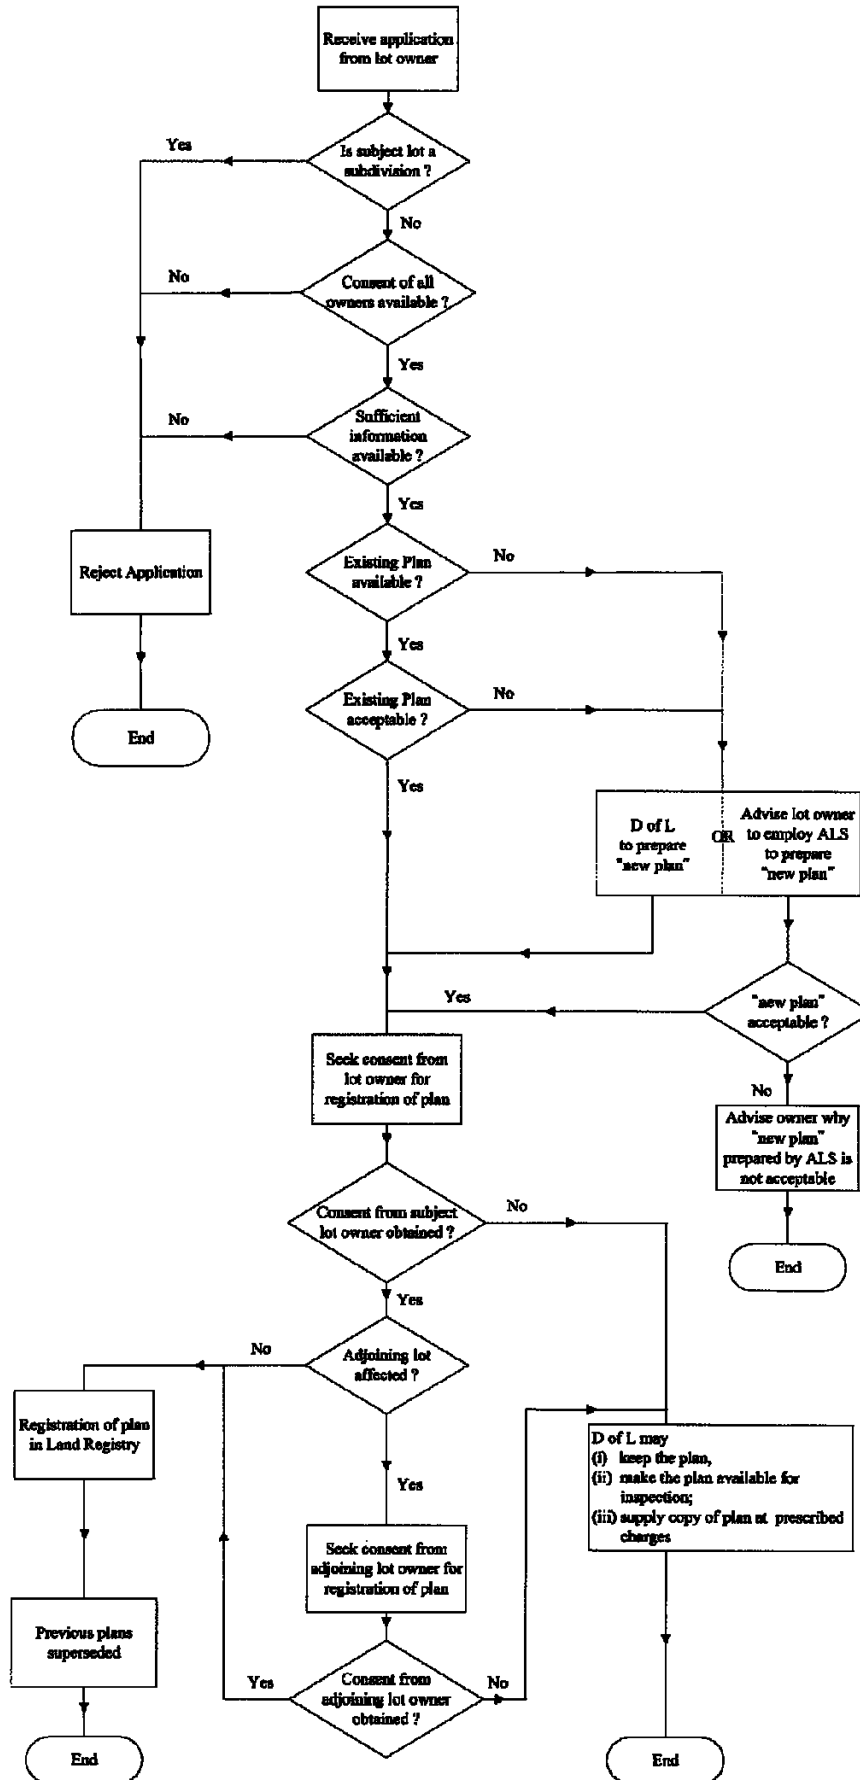 Receive application
from lot owner
Yes
Is subject lot a
subdivision ?
No
No
Consent of all
owners available ?
Yes
No
Sufficient
information
available ?
Yes
Existing Plan
available ?
No
Reject Application
Yes
Existing Plan
acceptable ?
No
End
Yes
D of L
to prepare
"new plan"
OR
Advise lot owner
to employ ALS
to prepare
"new plan"
Yes
"new plan"
acceptable ?
Seek consent from
lot owner for
registration of plan
No
Advise owner why
"new plan"
prepared by ALS is
not acceptable
Consent from subject
lot owner obtained ?
No
End
Yes
No
Adjoining lot
affected ?
Registration of plan
in Land Registry
D of L may
(i) keep the plan,
(ii) make the plan available for
inspection;
(iii) supply copy of plan at prescribed
charges
Yes
Seek consent from
adjoining lot owner for
registration of plan
Previous plans
superseded
Yes
Consent from
adjoining lot owner
obtained ?
No
End
End